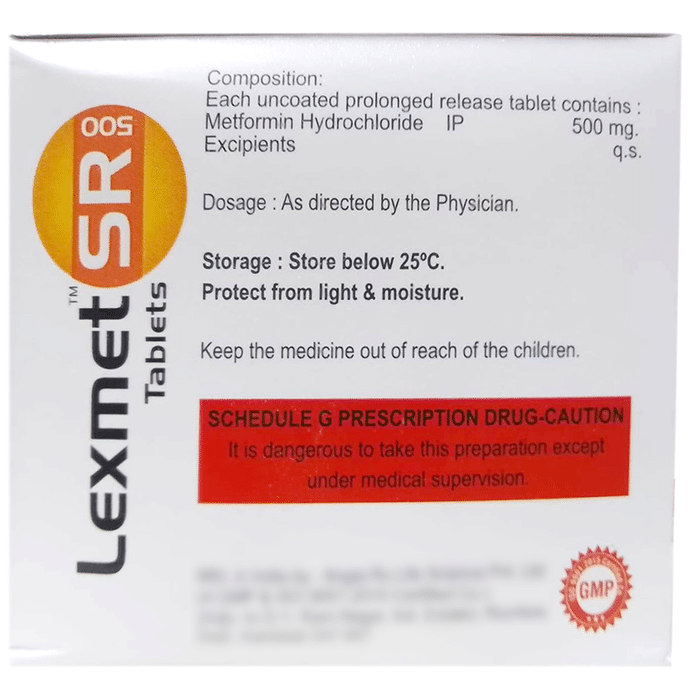 Composition:
Each uncoated prolonged release tablet contains :
Metformin Hydrochloride IP 500 mg.
Excipients q.s.
Dosage : As directed by the Physician.
Storage : Store below 25ºC.
Protect from light & moisture.
Keep the medicine out of reach of the children.
SCHEDULE G PRESCRIPTION DRUG-CAUTION
It is dangerous to take this preparation except
under medical supervision.
Lexmet™ SR 500
Tablets
GMP